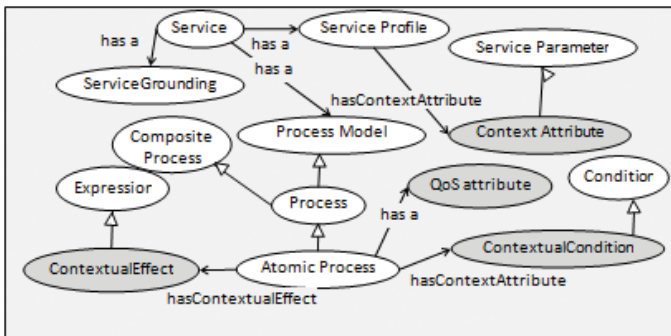 Service
Service Profile
has a
has a
has a
Service Parameter
ServiceGrounding
hasContextAttribute
Composite
Process
Process Model
Context Attribute
Expressior
QoS attribute
Conditior
Process
has a
ContextualEffect
Atomic Process
ContextualCondition
hasContextualEffect
hasContextAttribute